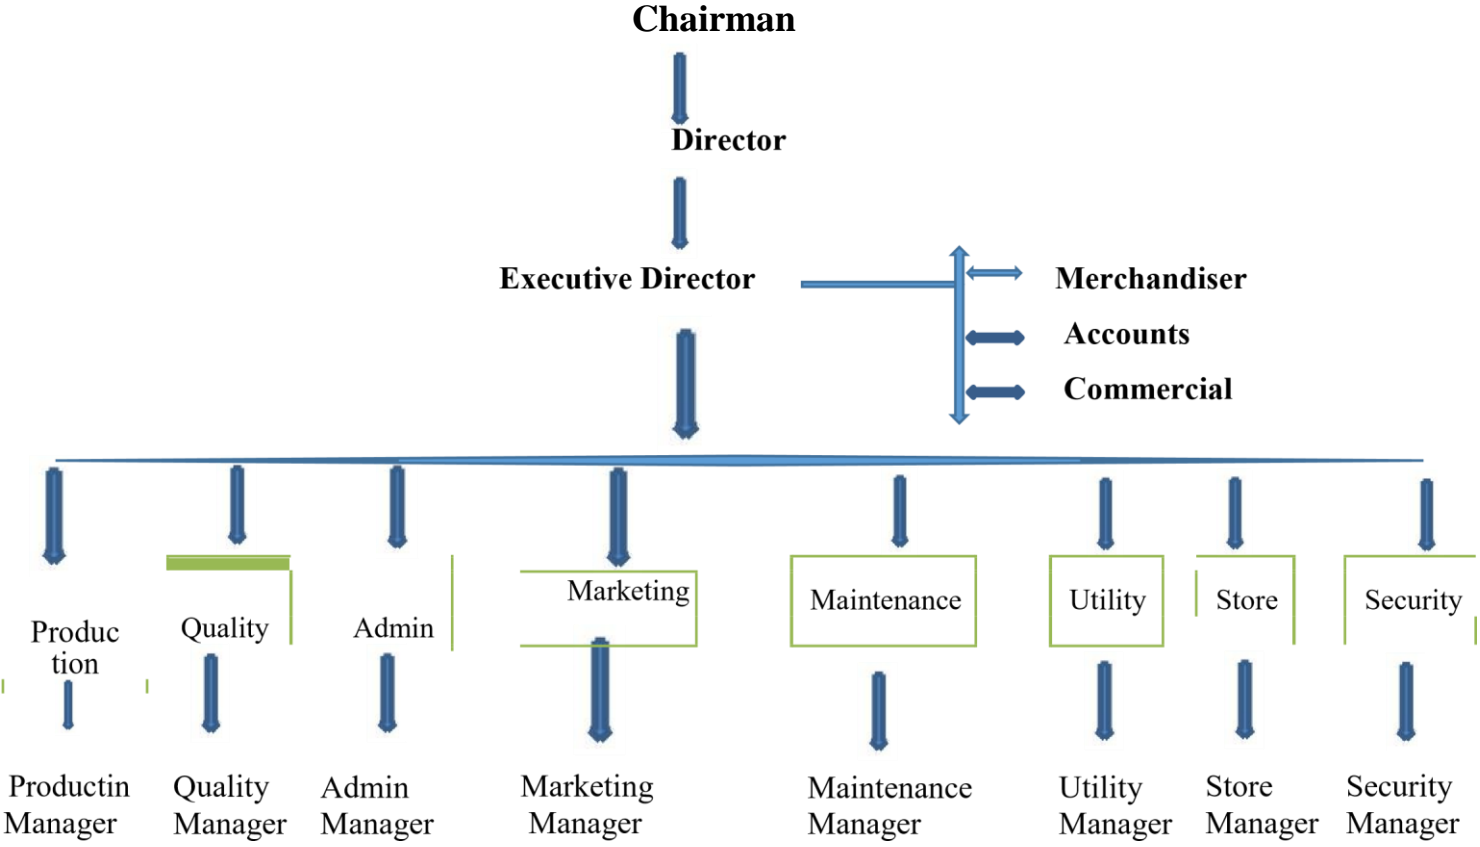 Chairman
Director
Executive Director
Merchandiser
Accounts
Commercial
Produc
tion
Quality
Admin
Marketing
Maintenance
Utility
Store
Security
Productin
Manager
Quality
Manager
Admin
Manager
Marketing
Manager
Maintenance
Manager
Utility
Manager
Store
Manager
Security
Manager